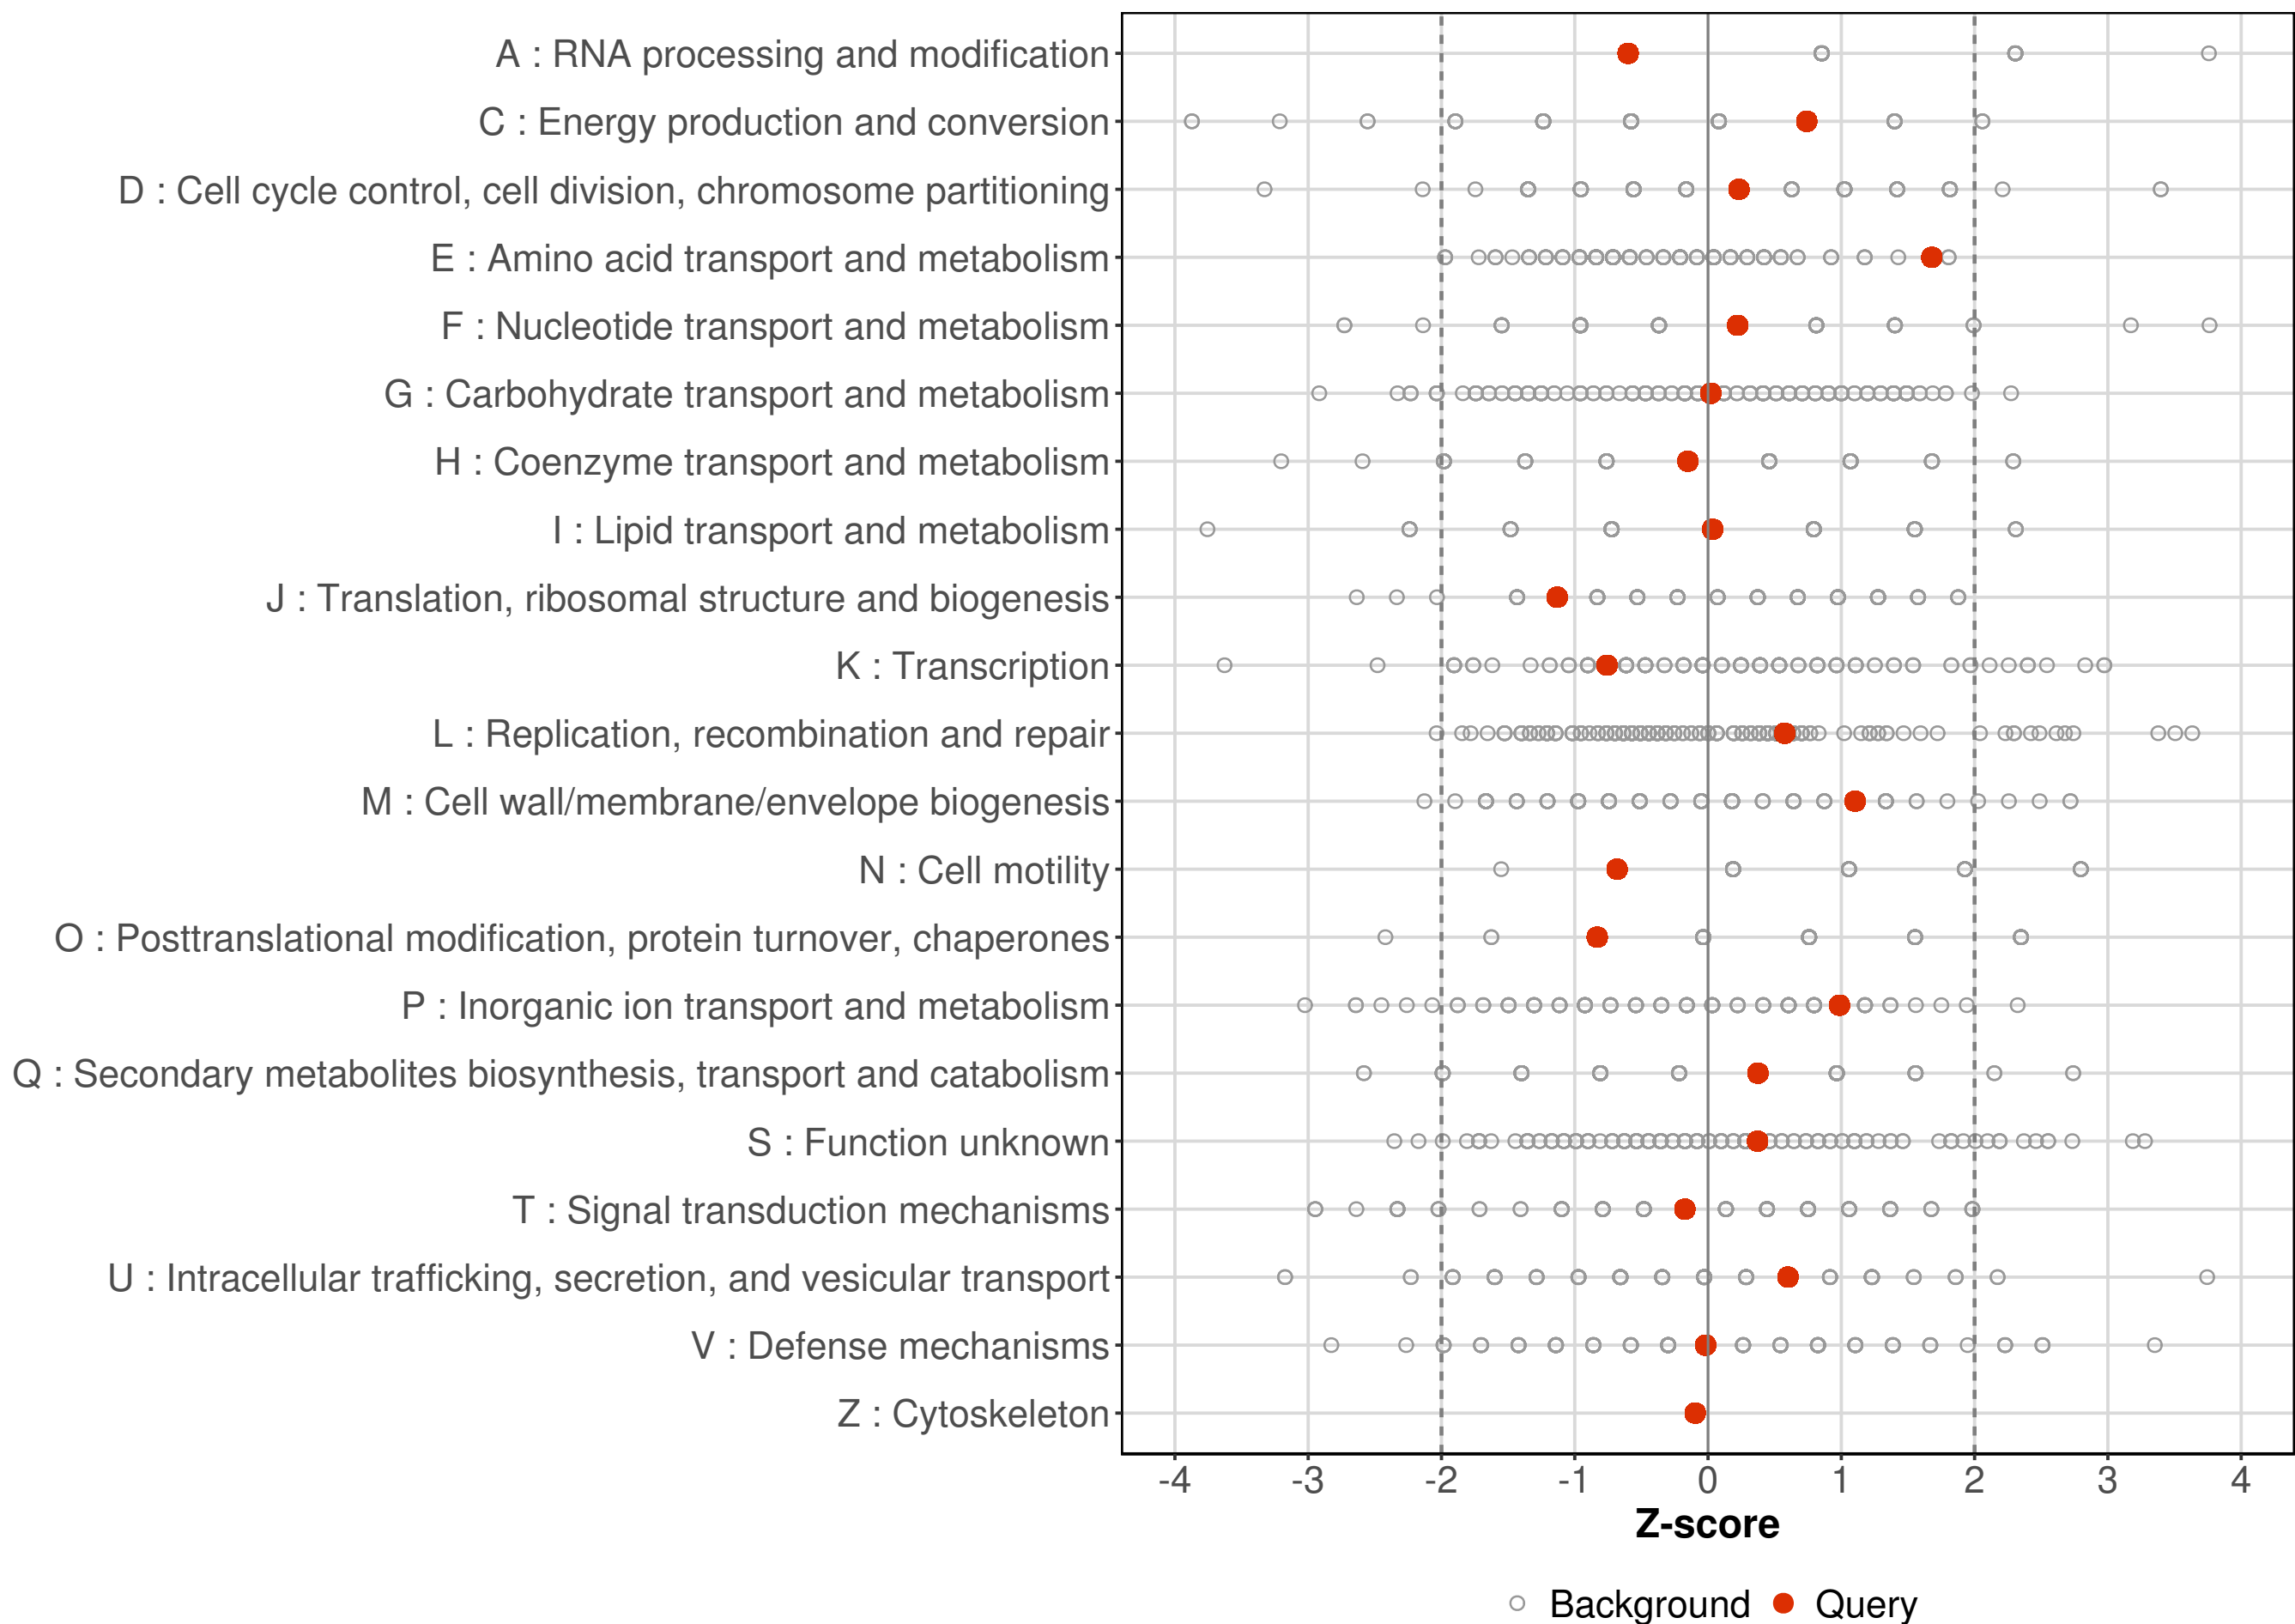 A : RNA processing and modification
C : Energy production and conversion
D : Cell cycle control, cell division, chromosome partitioning
E : Amino acid transport and metabolism
F : Nucleotide transport and metabolism
G : Carbohydrate transport and metabolism
H : Coenzyme transport and metabolism
I : Lipid transport and metabolism
J : Translation, ribosomal structure and biogenesis
K : Transcription
L : Replication, recombination and repair
M : Cell wall/membrane/envelope biogenesis
N : Cell motility
O : Posttranslational modification, protein turnover, chaperones
P : Inorganic ion transport and metabolism
Q : Secondary metabolites biosynthesis, transport and catabolism
S : Function unknown
T : Signal transduction mechanisms
U : Intracellular trafficking, secretion, and vesicular transport
V : Defense mechanisms
Z : Cytoskeleton
-4 -3 -2 -1 0 1 2 3 4
Z-score
Background Query